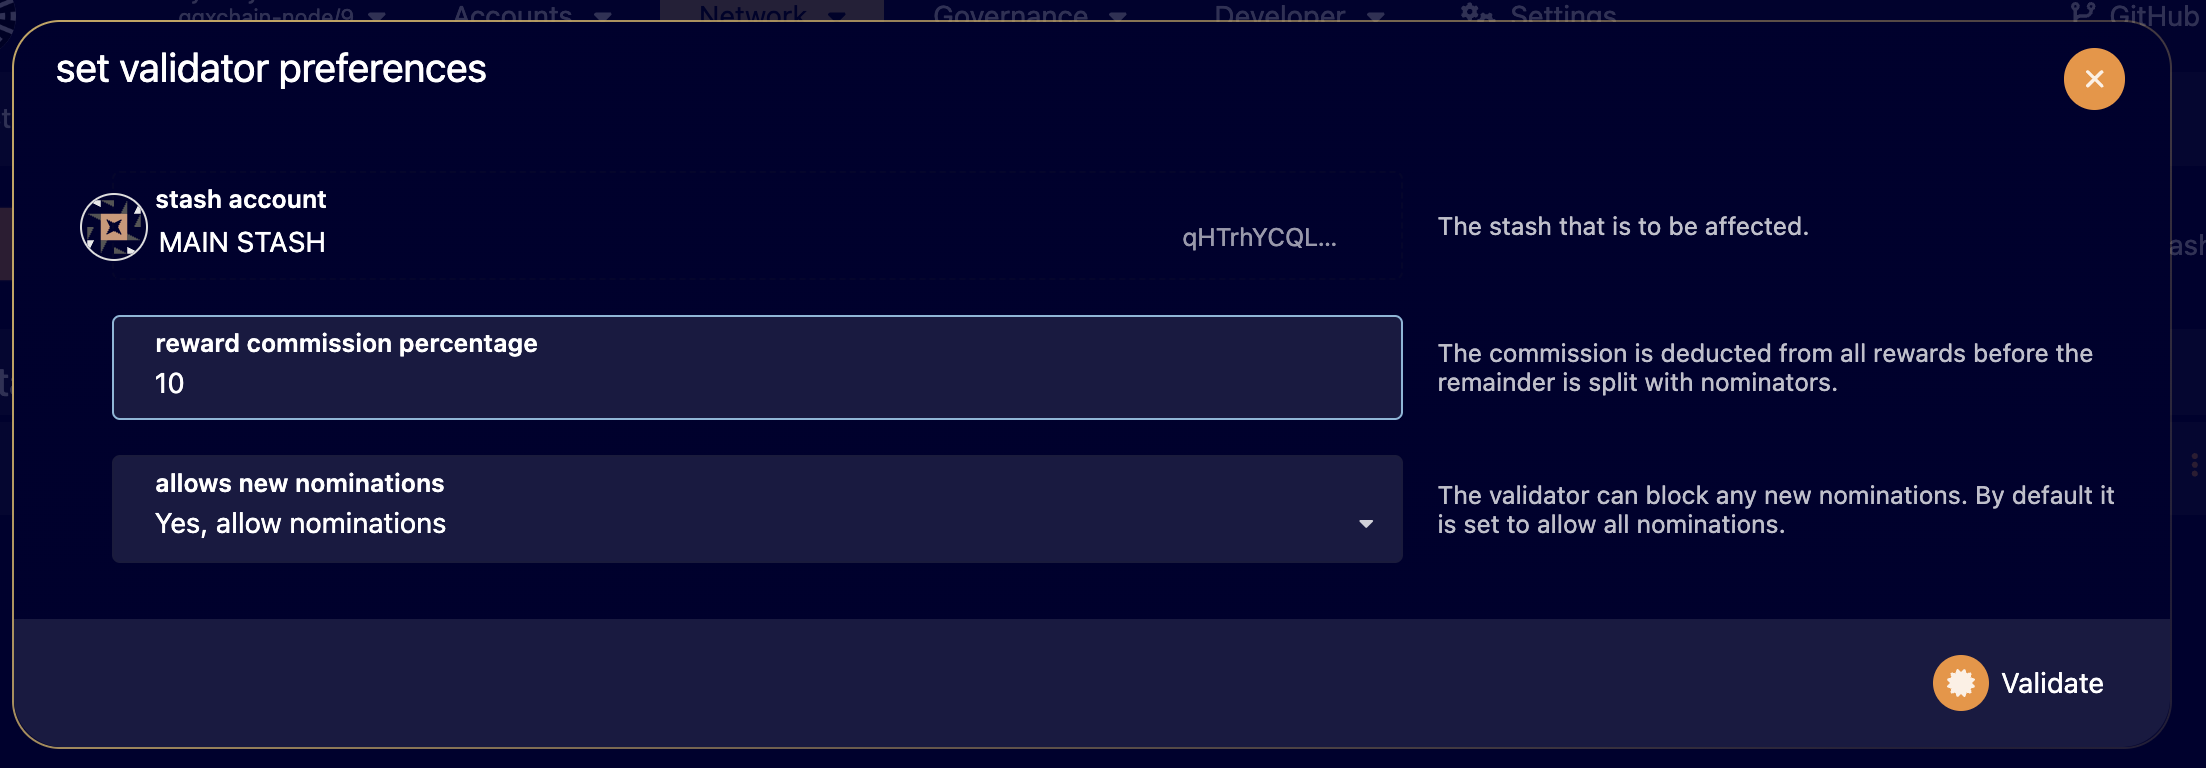 ggxchain-node/9 Accounts Network Governance Developer Settings GitHub
set validator preferences
stash account
MAIN STASH
qHTrhYCQL...
The stash that is to be affected.
reward commission percentage
10
The commission is deducted from all rewards before the
remainder is split with nominators.
allows new nominations
Yes, allow nominations
The validator can block any new nominations. By default it
is set to allow all nominations.
Validate